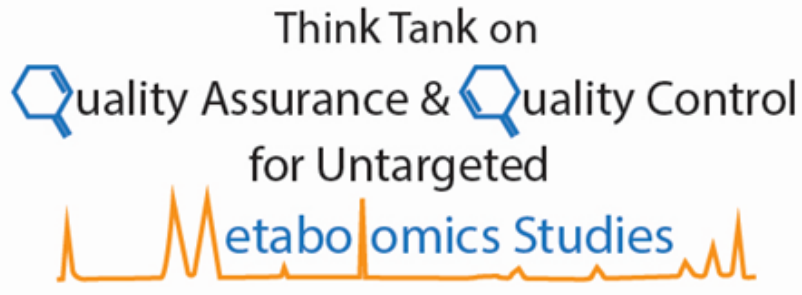 Think Tank on
Quality Assurance & Quality Control
for Untargeted
Metabolomics Studies